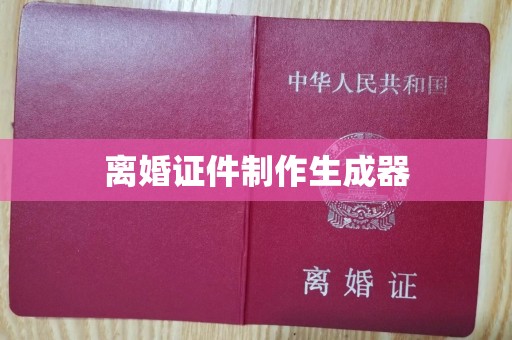 中华人民共和国
离婚证件制作生成器
离婚证